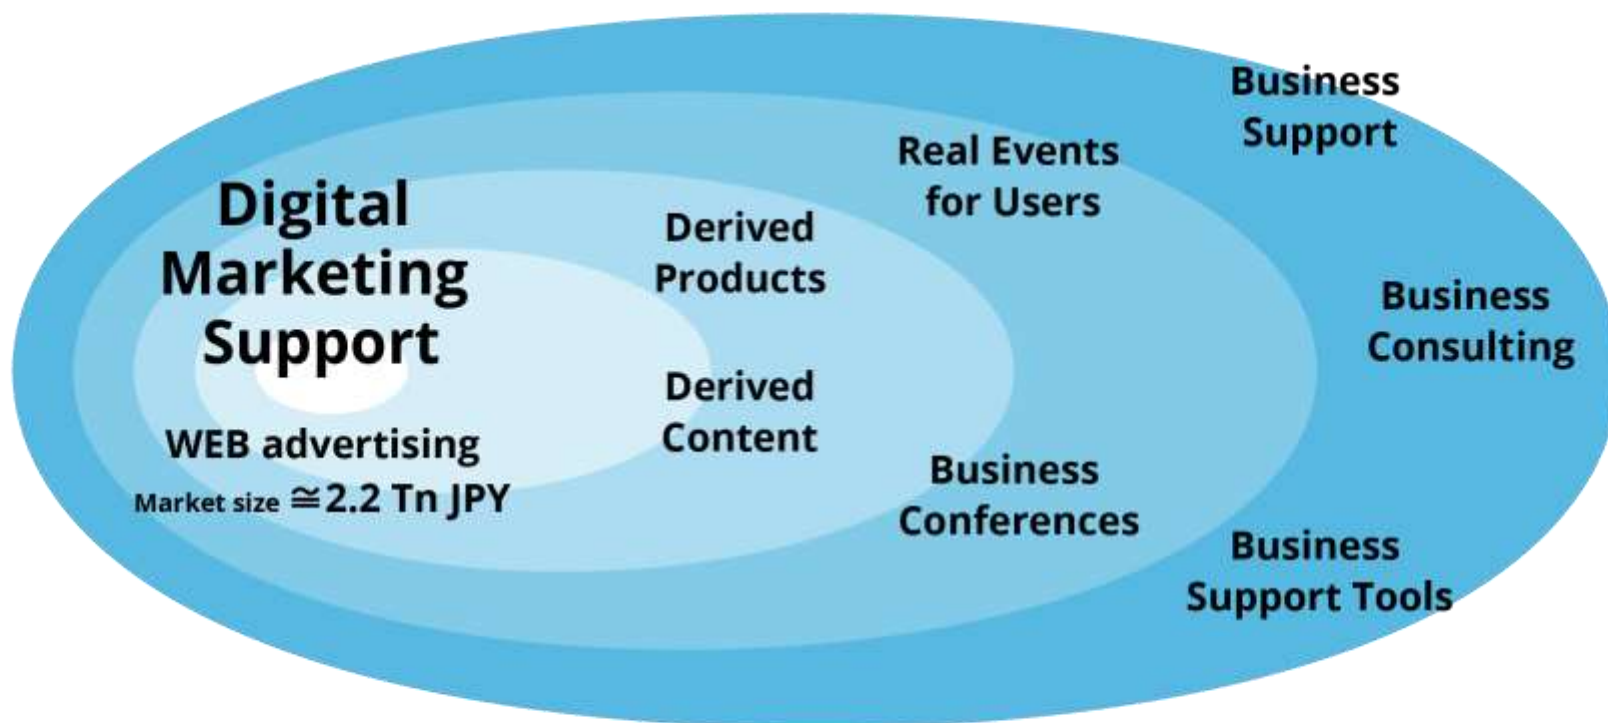 Digital
Marketing
Support
WEB advertising
Market size ≅2.2 Tn JPY
Derived
Products
Derived
Content
Real Events
for Users
Business
Conferences
Business
Support
Business
Consulting
Business
Support Tools